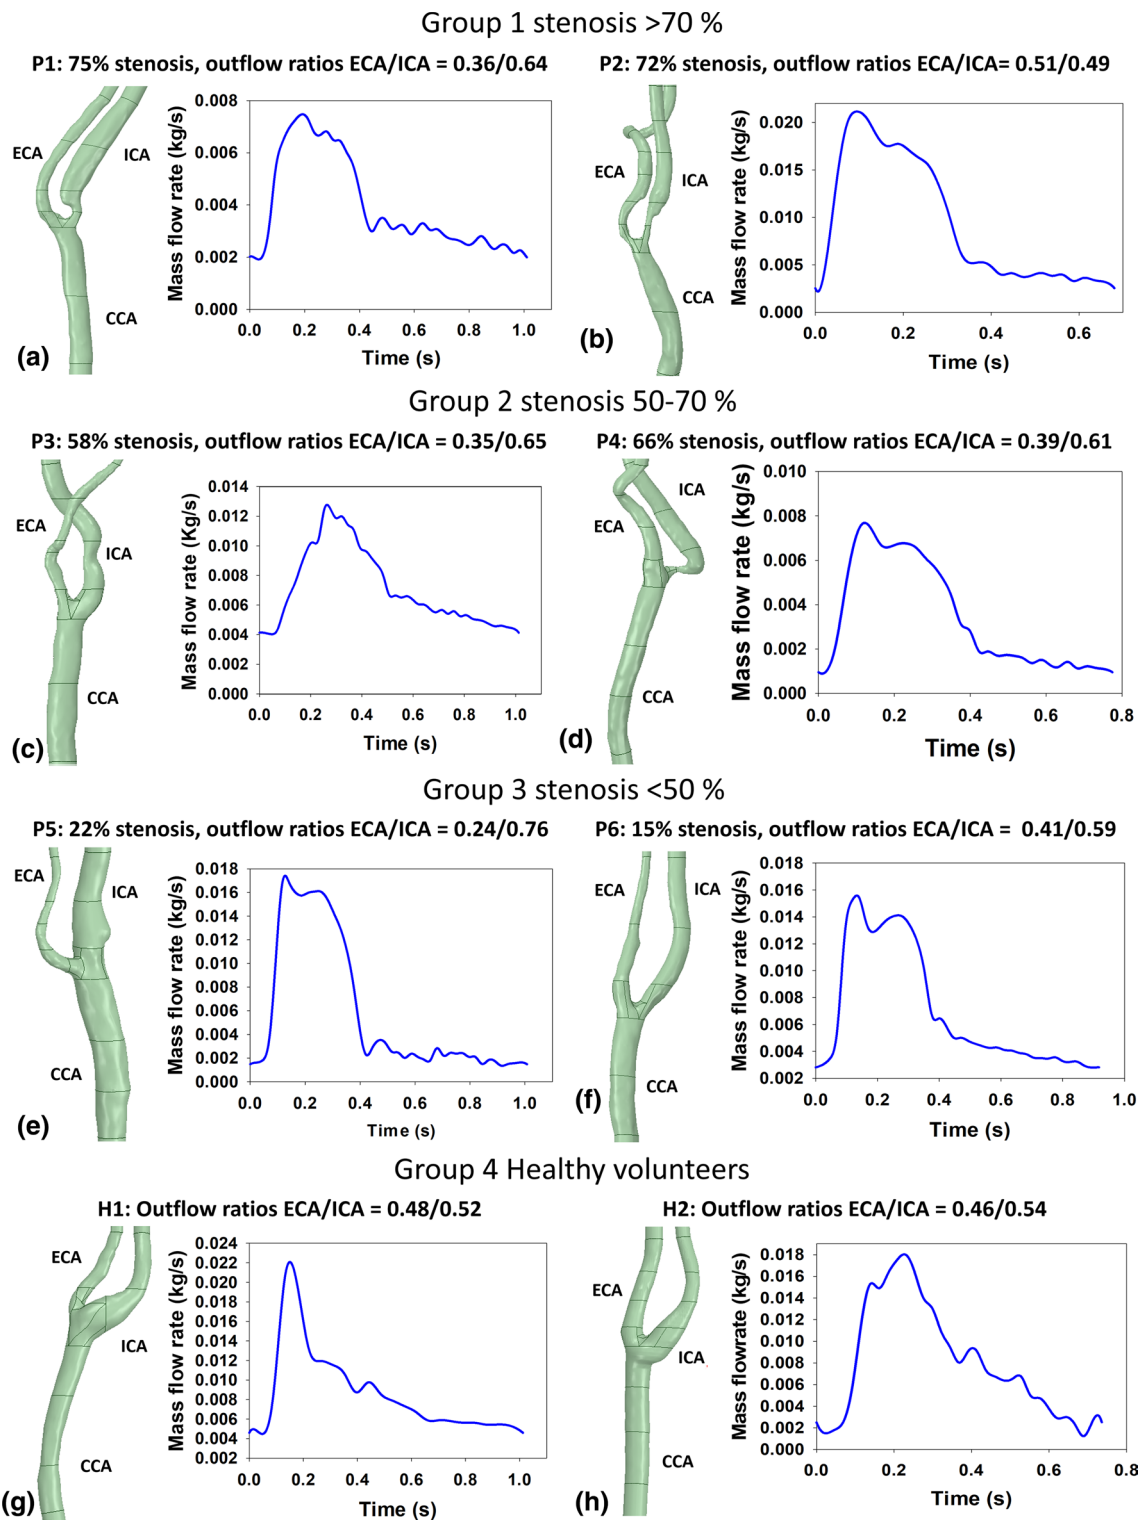 Group 1 stenosis >70 %
P1: 75% stenosis, outflow ratios ECA/ICA = 0.36/0.64
ECA
ICA
CCA
(a)
Mass flow rate (kg/s)
0.008
0.006
0.004
0.002
0.000
0.0 0.2 0.4 0.6 0.8 1.0
Time (s)
P2: 72% stenosis, outflow ratios ECA/ICA= 0.51/0.49
ECA
ICA
CCA
(b)
Mass flow rate (kg/s)
0.020
0.015
0.010
0.005
0.000
0.0 0.2 0.4 0.6
Time (s)
Group 2 stenosis 50-70 %
P3: 58% stenosis, outflow ratios ECA/ICA = 0.35/0.65
ECA
ICA
CCA
(c)
Mass flow rate (Kg/s)
0.014
0.012
0.010
0.008
0.006
0.004
0.002
0.000
0.0 0.2 0.4 0.6 0.8 1.0
Time (s)
P4: 66% stenosis, outflow ratios ECA/ICA = 0.39/0.61
ICA
ECA
CCA
(d)
Mass flow rate (kg/s)
0.010
0.008
0.006
0.004
0.002
0.000
0.0 0.2 0.4 0.6 0.8
Time (s)
Group 3 stenosis <50 %
P5: 22% stenosis, outflow ratios ECA/ICA = 0.24/0.76
ECA
ICA
CCA
(e)
Mass flow rate (kg/s)
0.018
0.016
0.014
0.012
0.010
0.008
0.006
0.004
0.002
0.000
0.0 0.2 0.4 0.6 0.8 1.0
Time (s)
P6: 15% stenosis, outflow ratios ECA/ICA = 0.41/0.59
ECA
ICA
CCA
(f)
Mass flow rate (kg/s)
0.018
0.016
0.014
0.012
0.010
0.008
0.006
0.004
0.002
0.0 0.2 0.4 0.6 0.8 1.0
Time (s)
Group 4 Healthy volunteers
H1: Outflow ratios ECA/ICA = 0.48/0.52
ECA
ICA
CCA
(g)
Mass flow rate (kg/s)
0.024
0.022
0.020
0.018
0.016
0.014
0.012
0.010
0.008
0.006
0.004
0.002
0.0 0.2 0.4 0.6 0.8 1.0
Time (s)
H2: Outflow ratios ECA/ICA = 0.46/0.54
ECA
ICA
CCA
(h)
Mass flowrate (kg/s)
0.018
0.016
0.014
0.012
0.010
0.008
0.006
0.004
0.002
0.000
0.0 0.2 0.4 0.6 0.8
Time (s)